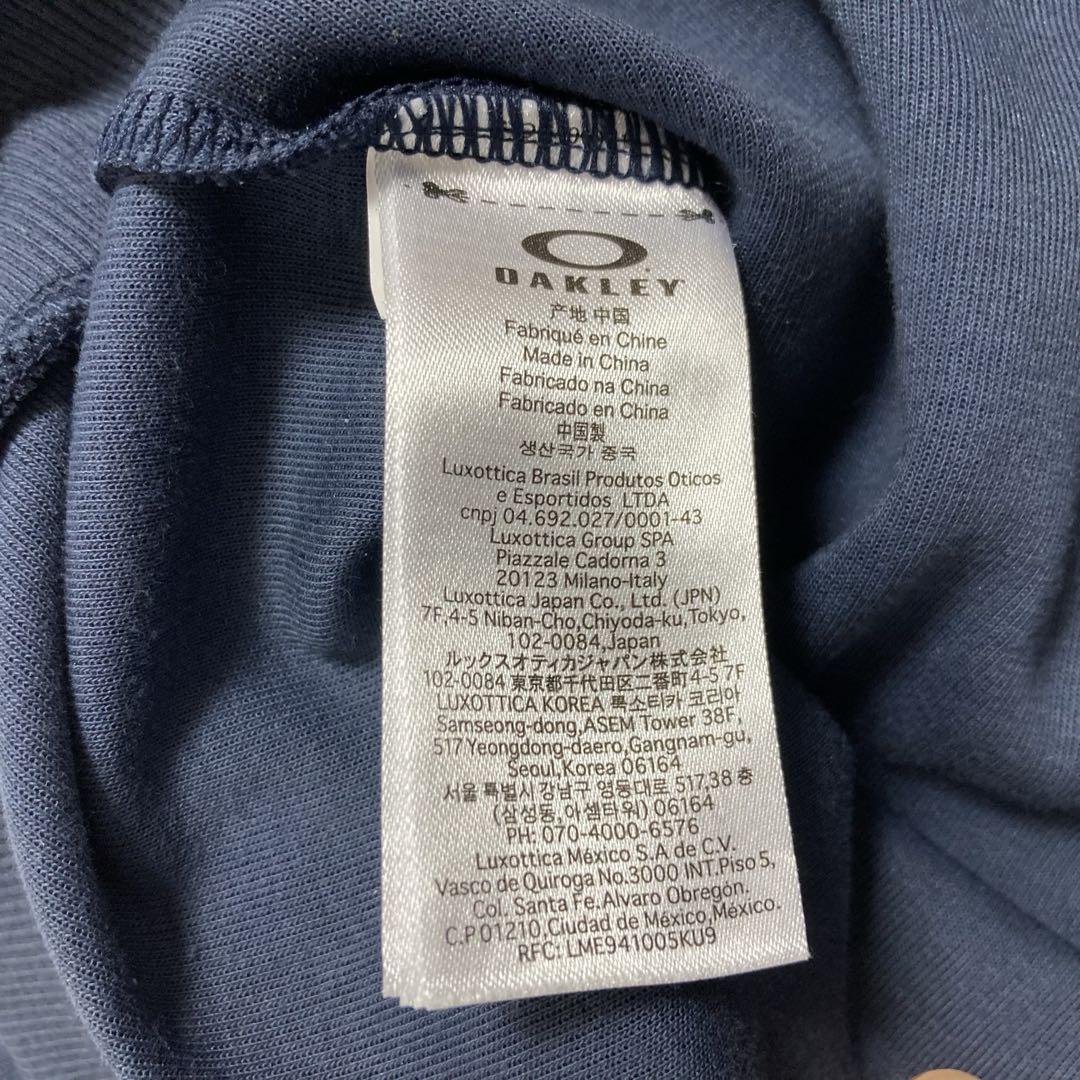 OAKLEY
产地 中国
Fabriqué en Chine
Made in China
Fabricado na China
Fabricado en China
中国製
생산국가 중국
Luxottica Brasil Produtos Oticos
e Esportidos LTDA
cnpj 04.692.027/0001-43
Luxottica Group SPA
Piazzale Cadorna 3
20123 Milano-Italy
Luxottica Japan Co., Ltd. (JPN)
7F,4-5 Niban-Cho,Chiyoda-ku,Tokyo,
102-0084,Japan
ルックスオティカジャパン株式会社
102-0084 東京都千代田区二番町4-5 7F
LUXOTTICA KOREA 룩소티카 코리아
Samseong-dong,ASEM Tower 38F,
517 Yeongdong-daero,Gangnam-gu,
Seoul,Korea 06164
서울 특별시 강남구 영동대로 517,38 층
(삼성동,아셈타워) 06164
PH: 070-4000-6576
Luxottica México S.A de C.V.
Vasco de Quiroga No.3000 INT.Piso 5,
Col. Santa Fe.Alvaro Obregón.
C.P 01210,Ciudad de México,México.
RFC: LME941005KU9